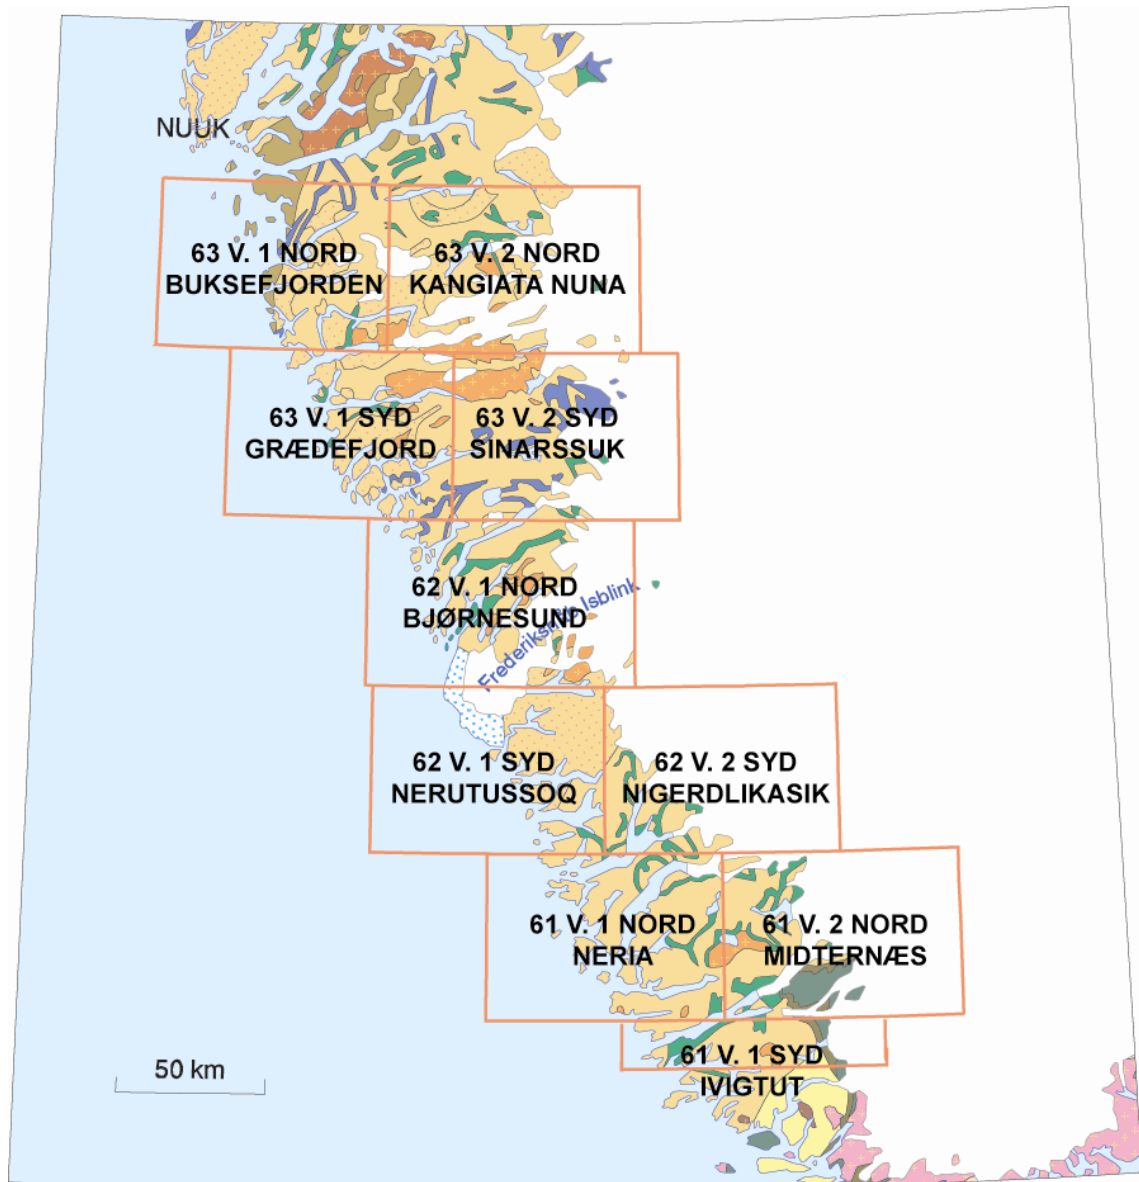 NUUK
63 V. 1 NORD
BUKSEFJORDEN
63 V. 2 NORD
KANGIATA NUNA
63 V. 1 SYD
GRÆDEFJORD
63 V. 2 SYD
SINARSSUK
62 V. 1 NORD
BJØRNESUND
Frederikshåb Isblink
62 V. 1 SYD
NERUTUSSOQ
62 V. 2 SYD
NIGERDLIKASIK
61 V. 1 NORD
NERIA
61 V. 2 NORD
MIDTERNÆS
61 V. 1 SYD
IVIGTUT
50 km